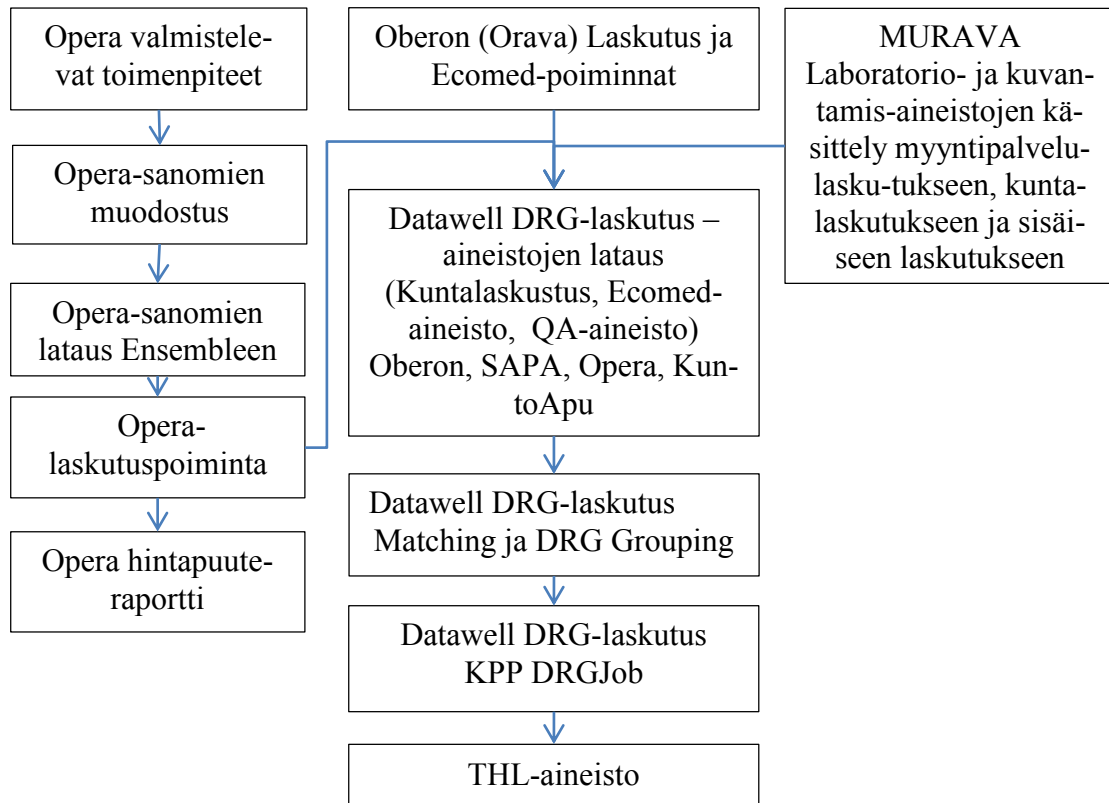 Opera valmistele-
vat toimenpiteet
Opera-sanomien
muodostus
Opera-sanomien
lataus Ensembleen
Opera-
laskutuspoiminta
Opera hintapuute-
raportti
Oberon (Orava) Laskutus ja
Ecomed-poiminnat
Datawell DRG-laskutus –
aineistojen lataus
(Kuntalaskustus, Ecomed-
aineisto, QA-aineisto)
Oberon, SAPA, Opera, Kun-
toApu
Datawell DRG-laskutus
Matching ja DRG Grouping
Datawell DRG-laskutus
KPP DRGJob
THL-aineisto
MURAVA
Laboratorio- ja kuvan-
tamis-aineistojen kä-
sittely myyntipalvelu-
lasku-tukseen, kunta-
laskutukseen ja sisäi-
seen laskutukseen